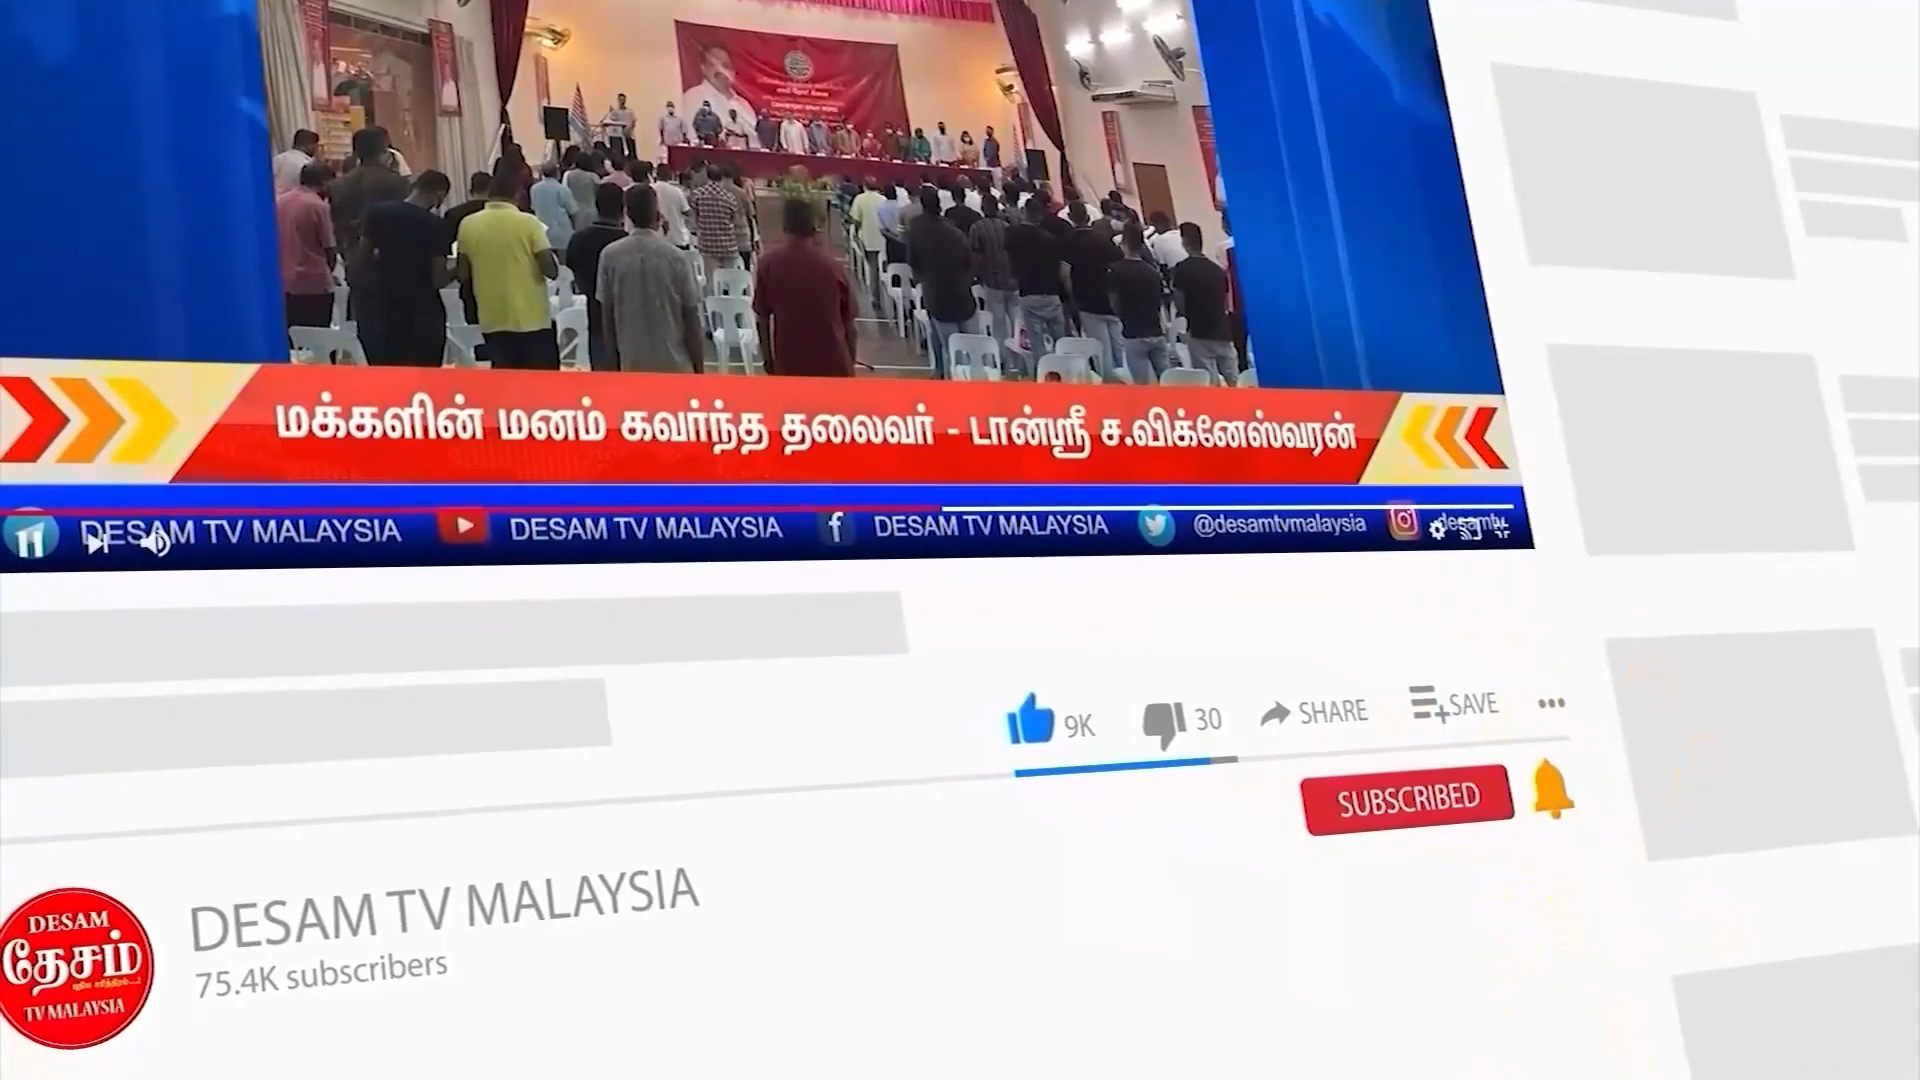 மக்களின் மனம் கவர்ந்த தலைவர் - டான்ஸ்ரீ ச.விக்னேஸ்வரன்
DESAM TV MALAYSIA DESAM TV MALAYSIA DESAM TV MALAYSIA @desamtvmalaysia desamtv
9K 30 SHARE SAVE
SUBSCRIBED
DESAM TV MALAYSIA
75.4K subscribers
DESAM
தேசம்
TV MALAYSIA